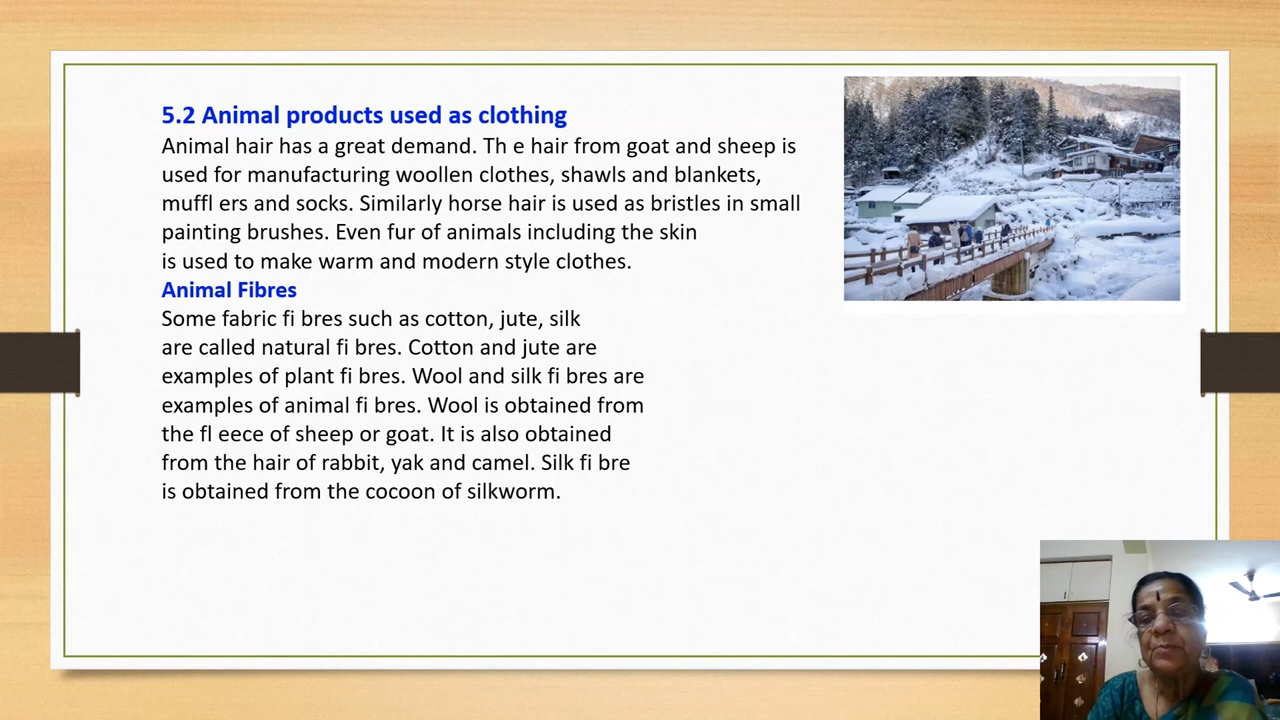 5.2 Animal products used as clothing
Animal hair has a great demand. Th e hair from goat and sheep is
used for manufacturing woollen clothes, shawls and blankets,
muffl ers and socks. Similarly horse hair is used as bristles in small
painting brushes. Even fur of animals including the skin
is used to make warm and modern style clothes.
Animal Fibres
Some fabric fi bres such as cotton, jute, silk
are called natural fi bres. Cotton and jute are
examples of plant fi bres. Wool and silk fi bres are
examples of animal fi bres. Wool is obtained from
the fl eece of sheep or goat. It is also obtained
from the hair of rabbit, yak and camel. Silk fi bre
is obtained from the cocoon of silkworm.